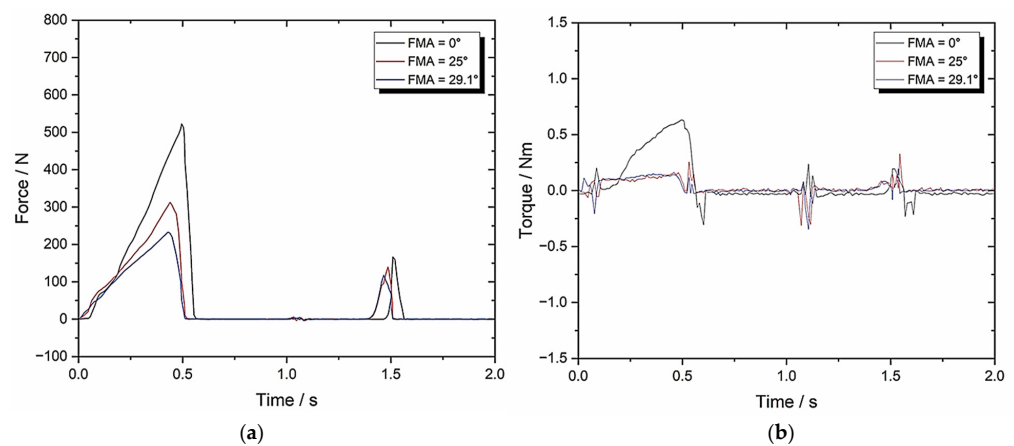 800
700
600
500
400
300
200
100
0
−100
Force / N
FMA = 0°
FMA = 25°
FMA = 29.1°
0.0 0.5 1.0 1.5 2.0
Time / s
(a)
1.5
1.0
0.5
0.0
−0.5
−1.0
−1.5
Torque / Nm
FMA = 0°
FMA = 25°
FMA = 29.1°
0.0 0.5 1.0 1.5 2.0
Time / s
(b)